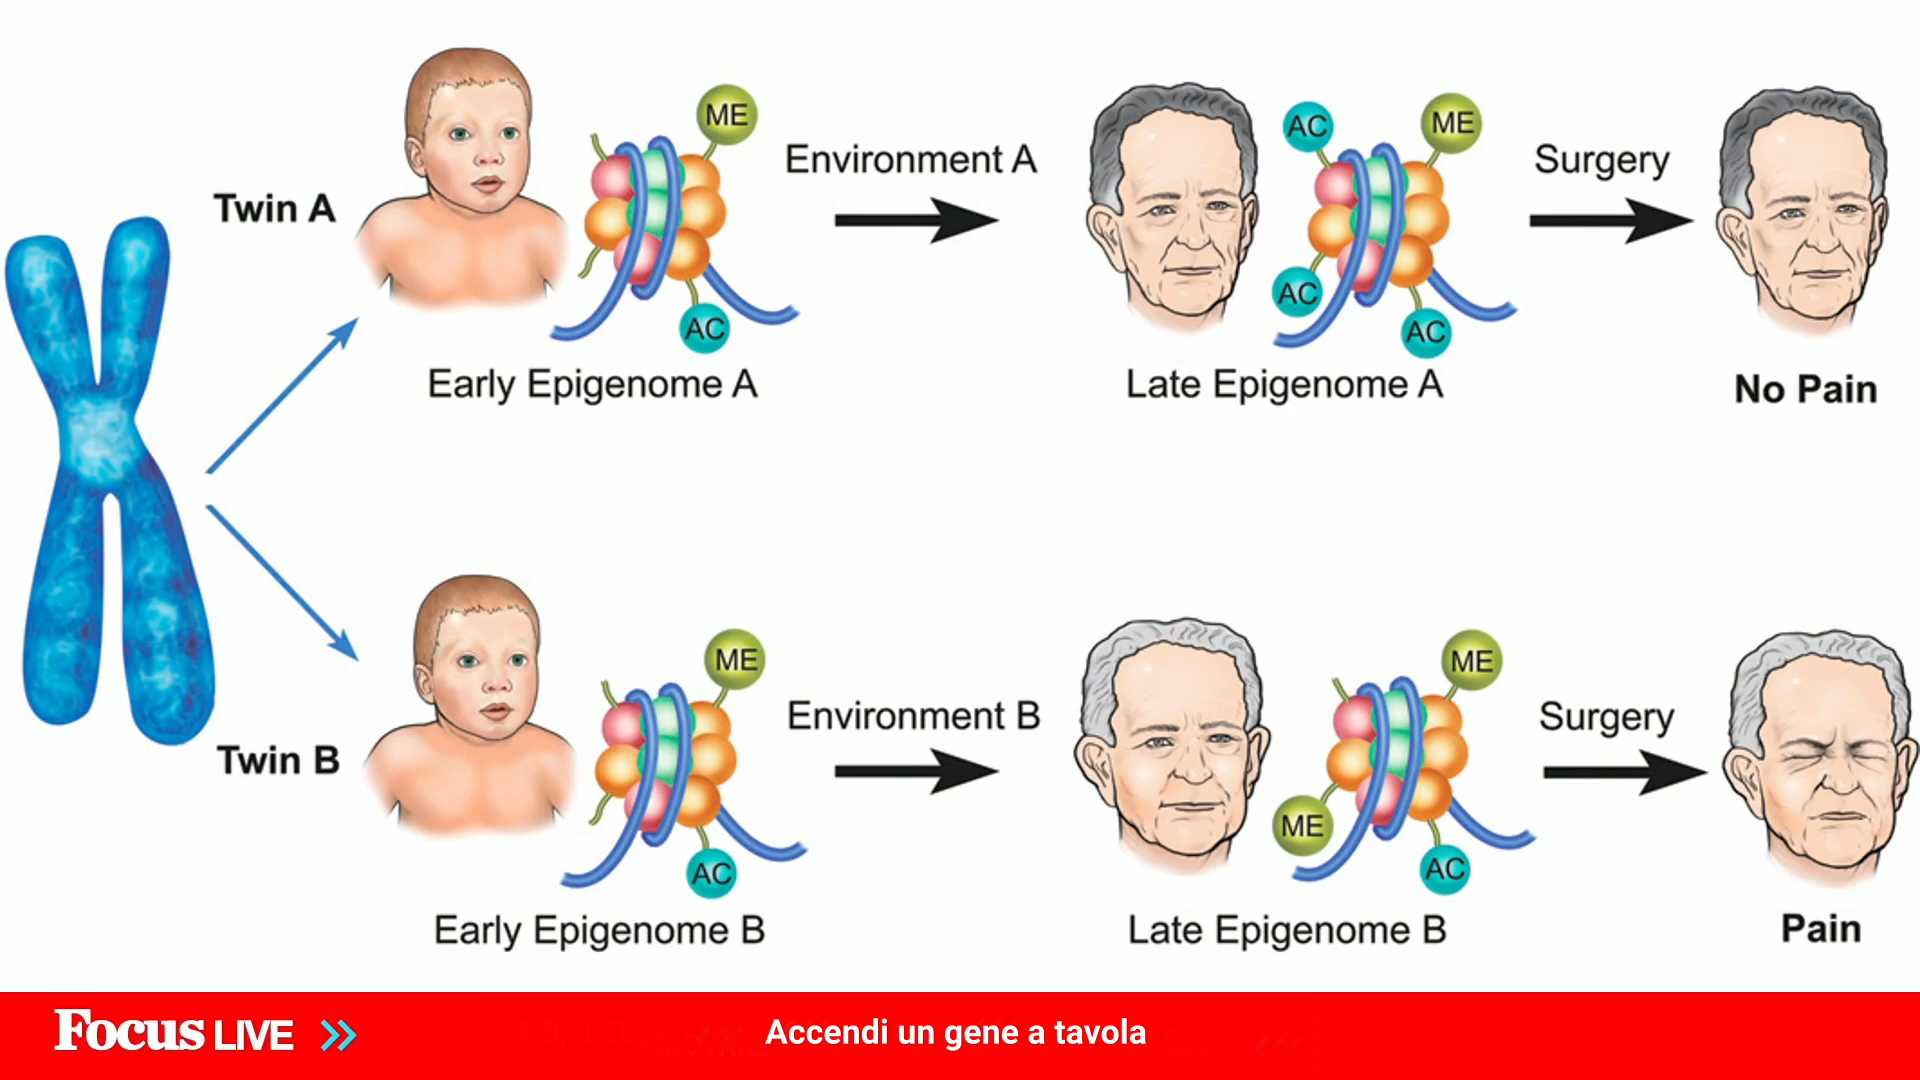 Twin A
ME
AC
Early Epigenome A
Environment A
AC
ME
AC
AC
Late Epigenome A
Surgery
No Pain
Twin B
ME
AC
Early Epigenome B
Environment B
ME
ME
AC
Late Epigenome B
Surgery
Pain
FOCUS LIVE
Accendi un gene a tavola